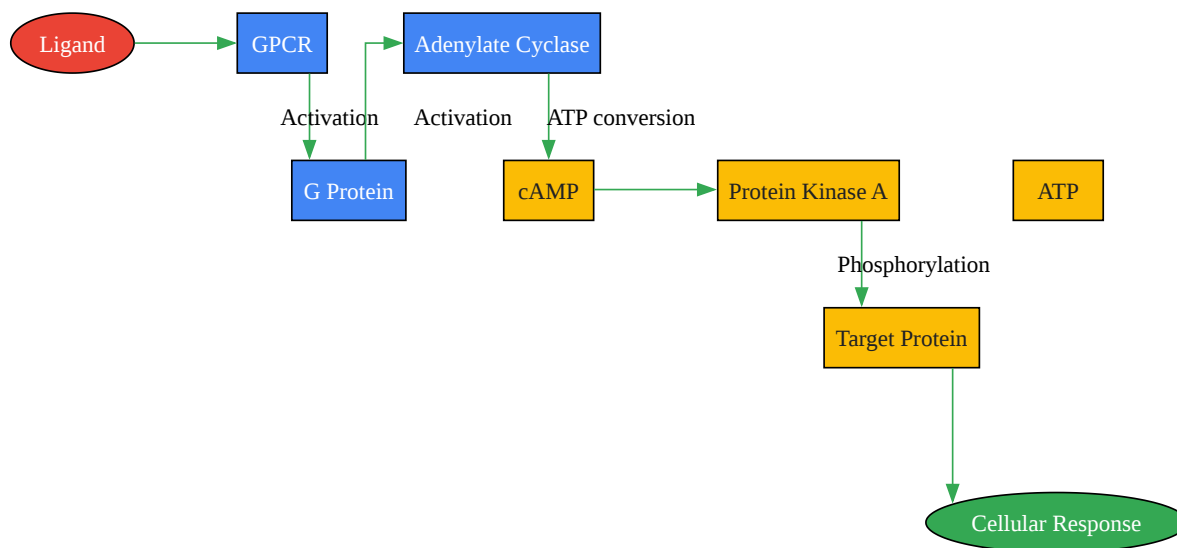 Ligand
GPCR
Adenylate Cyclase
Activation
Activation
ATP conversion
G Protein
cAMP
Protein Kinase A
ATP
Phosphorylation
Target Protein
Cellular Response